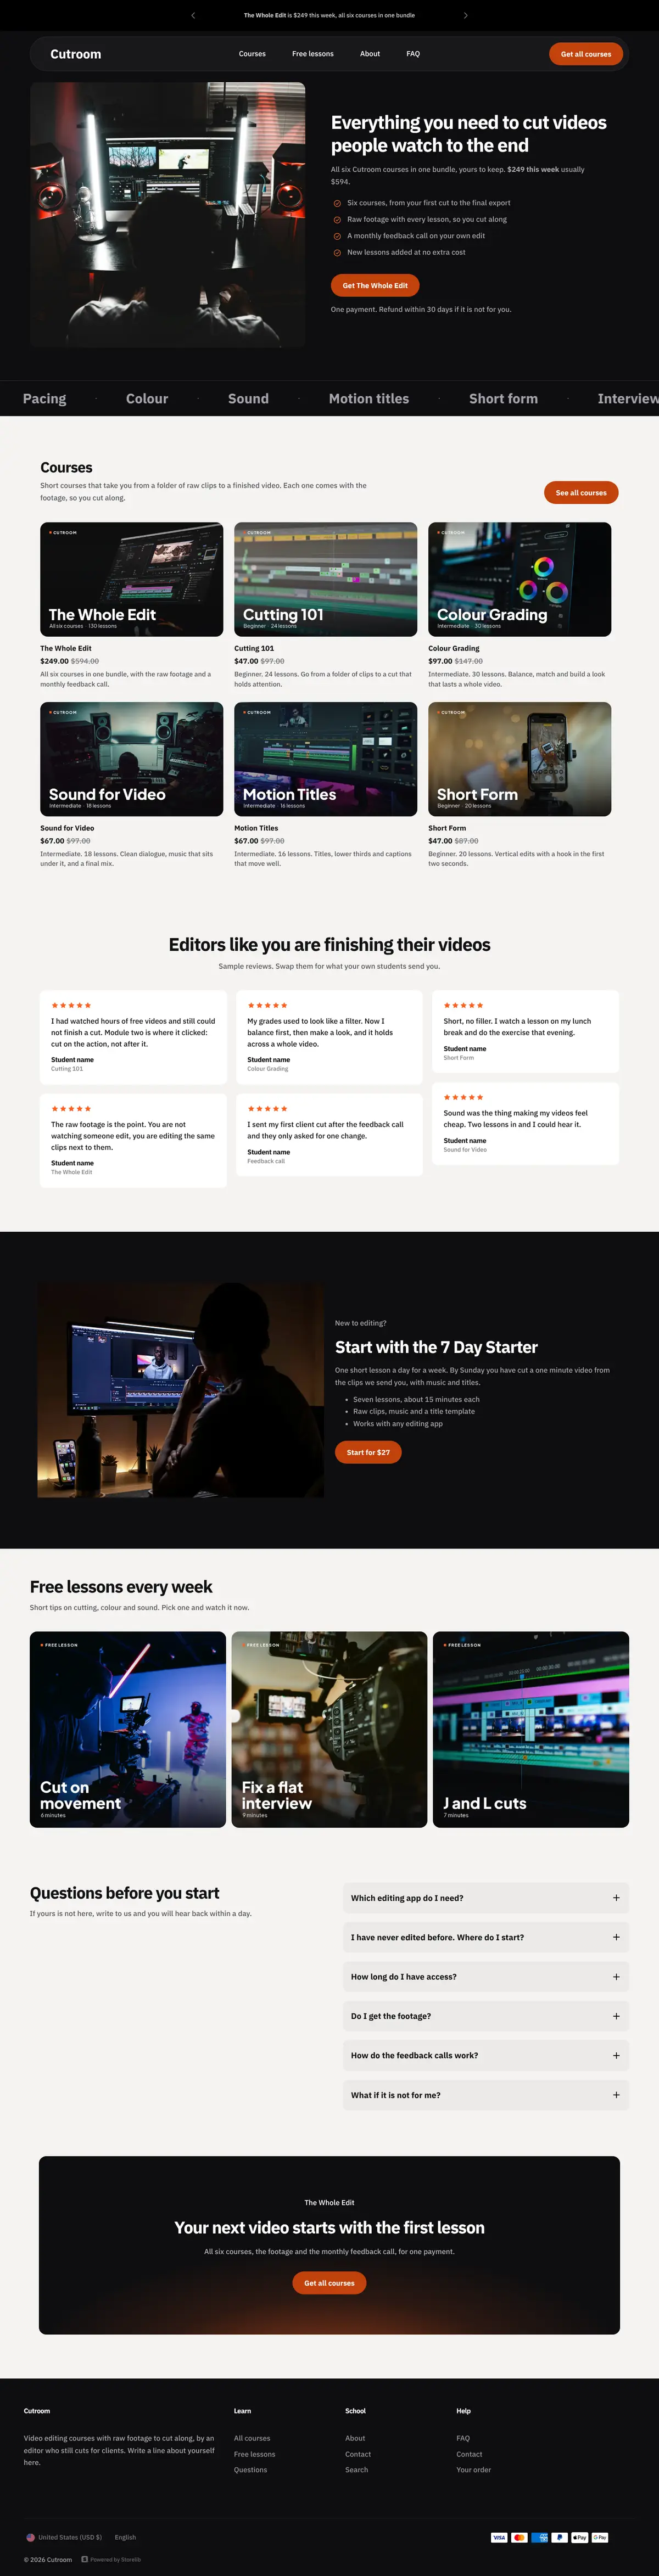 The Whole Edit is $249 this week, all six courses in one bundle
Cutroom
Courses
Free lessons
About
FAQ
Get all courses
Everything you need to cut videos
people watch to the end
All six Cutroom courses in one bundle, yours to keep. $249 this week usually
$594.
Six courses, from your first cut to the final export
Raw footage with every lesson, so you cut along
A monthly feedback call on your own edit
New lessons added at no extra cost
Get The Whole Edit
One payment. Refund within 30 days if it is not for you.
Pacing · Colour · Sound · Motion titles · Short form · Interview
Courses
Short courses that take you from a folder of raw clips to a finished video. Each one comes with the
footage, so you cut along.
See all courses
CUTROOM
The Whole Edit
All six courses · 130 lessons
The Whole Edit
$249.00 $594.00
All six courses in one bundle, with the raw footage and a
monthly feedback call.
CUTROOM
Cutting 101
Beginner · 24 lessons
Cutting 101
$47.00 $97.00
Beginner. 24 lessons. Go from a folder of clips to a cut that
holds attention.
CUTROOM
Colour Grading
Intermediate · 30 lessons
Colour Grading
$97.00 $147.00
Intermediate. 30 lessons. Balance, match and build a look
that lasts a whole video.
CUTROOM
Sound for Video
Intermediate · 18 lessons
Sound for Video
$67.00 $97.00
Intermediate. 18 lessons. Clean dialogue, music that sits
under it, and a final mix.
CUTROOM
Motion Titles
Intermediate · 16 lessons
Motion Titles
$67.00 $97.00
Intermediate. 16 lessons. Titles, lower thirds and captions
that move well.
CUTROOM
Short Form
Beginner · 20 lessons
Short Form
$47.00 $87.00
Beginner. 20 lessons. Vertical edits with a hook in the first
two seconds.
Editors like you are finishing their videos
Sample reviews. Swap them for what your own students send you.
I had watched hours of free videos and still could
not finish a cut. Module two is where it clicked:
cut on the action, not after it.
Student name
Cutting 101
My grades used to look like a filter. Now I
balance first, then make a look, and it holds
across a whole video.
Student name
Colour Grading
Short, no filler. I watch a lesson on my lunch
break and do the exercise that evening.
Student name
Short Form
The raw footage is the point. You are not
watching someone edit, you are editing the same
clips next to them.
Student name
The Whole Edit
I sent my first client cut after the feedback call
and they only asked for one change.
Student name
Feedback call
Sound was the thing making my videos feel
cheap. Two lessons in and I could hear it.
Student name
Sound for Video
New to editing?
Start with the 7 Day Starter
One short lesson a day for a week. By Sunday you have cut a one minute video from
the clips we send you, with music and titles.
Seven lessons, about 15 minutes each
Raw clips, music and a title template
Works with any editing app
Start for $27
Free lessons every week
Short tips on cutting, colour and sound. Pick one and watch it now.
FREE LESSON
Cut on
movement
6 minutes
FREE LESSON
Fix a flat
interview
9 minutes
FREE LESSON
J and L cuts
7 minutes
Questions before you start
If yours is not here, write to us and you will hear back within a day.
Which editing app do I need?
I have never edited before. Where do I start?
How long do I have access?
Do I get the footage?
How do the feedback calls work?
What if it is not for me?
The Whole Edit
Your next video starts with the first lesson
All six courses, the footage and the monthly feedback call, for one payment.
Get all courses
Cutroom
Video editing courses with raw footage to cut along, by an
editor who still cuts for clients. Write a line about yourself
here.
Learn
All courses
Free lessons
Questions
School
About
Contact
Search
Help
FAQ
Contact
Your order
United States (USD $)
English
VISA
Pay
G Pay
© 2026 Cutroom
Powered by Storelib